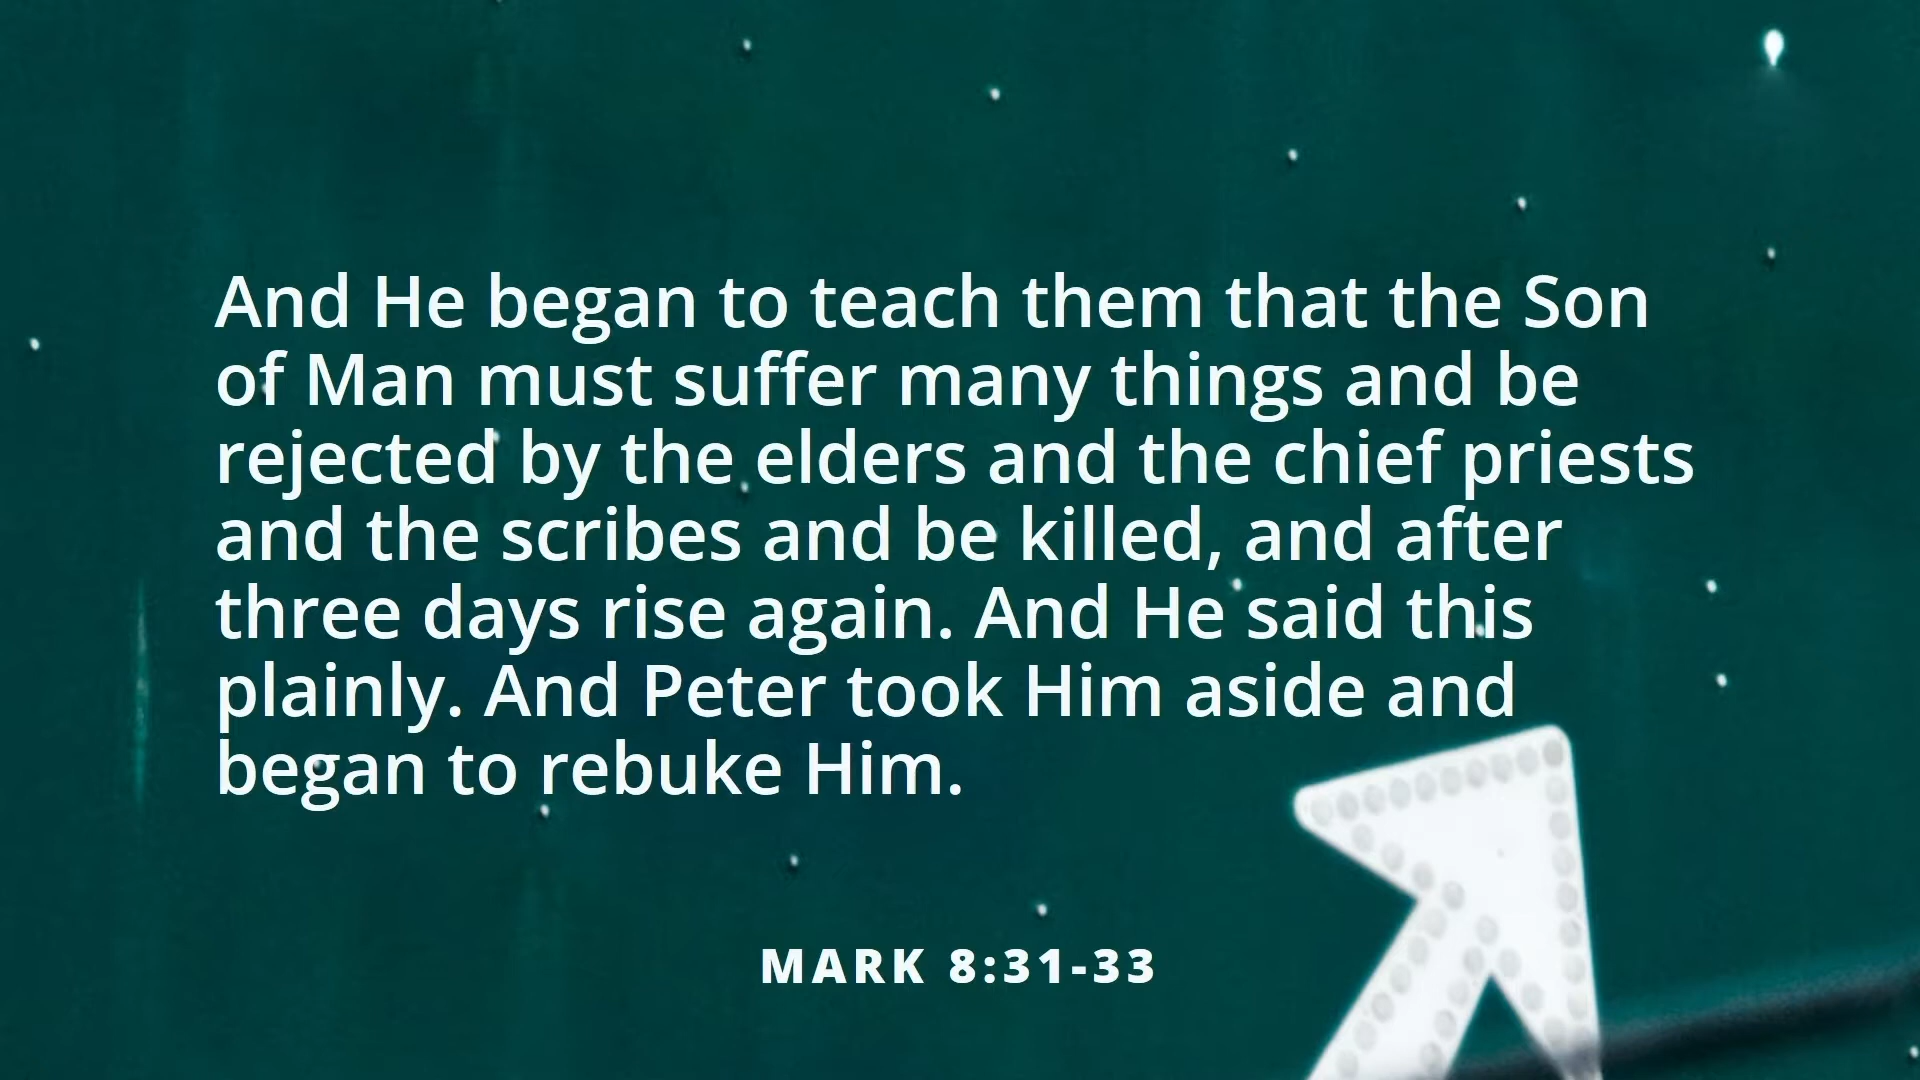 And He began to teach them that the Son
of Man must suffer many things and be
rejected by the elders and the chief priests
and the scribes and be killed, and after
three days rise again. And He said this
plainly. And Peter took Him aside and
began to rebuke Him.
MARK 8:31-33